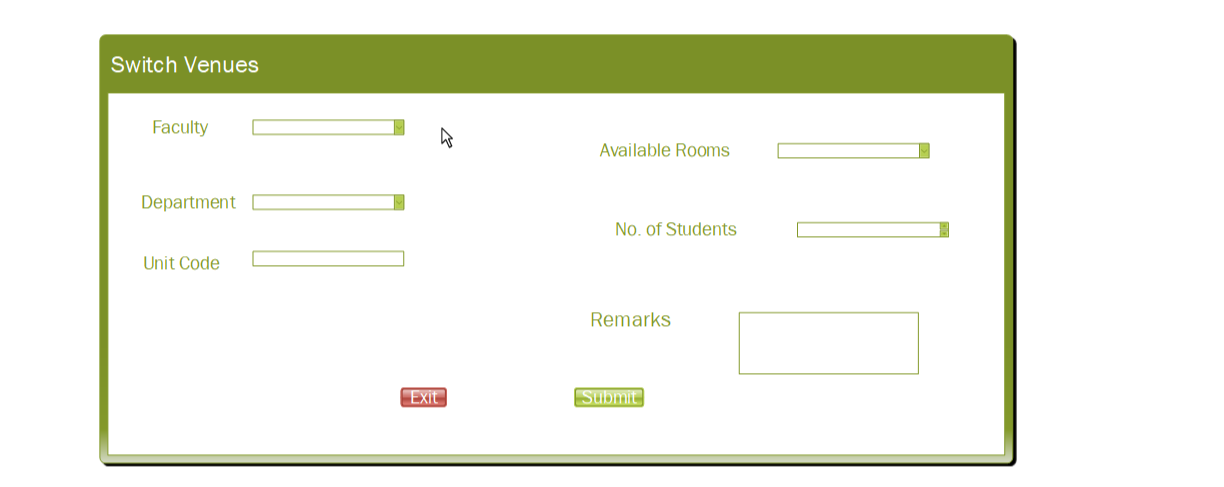 Switch Venues
Faculty
Department
Unit Code
Available Rooms
No. of Students
Remarks
Exit
Submit